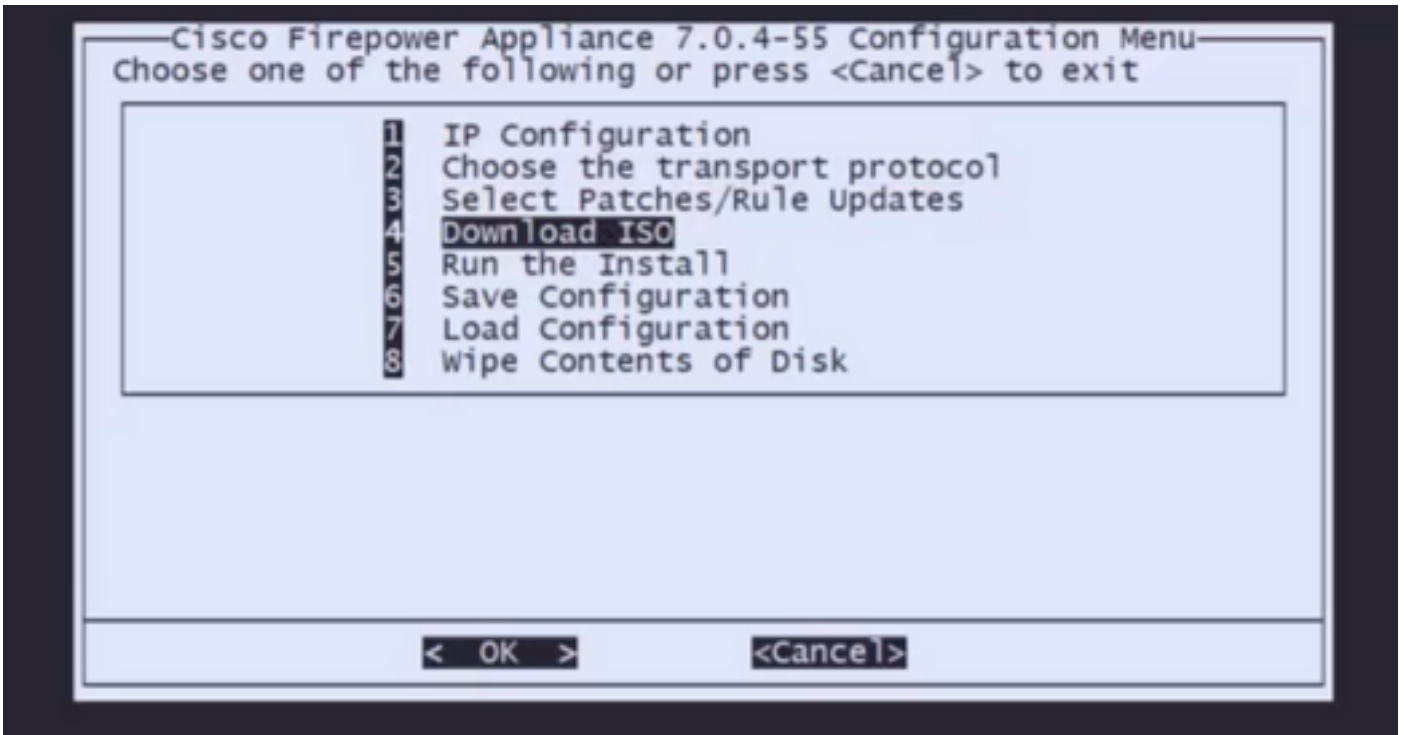 Cisco Firepower Appliance 7.0.4-55 Configuration Menu
Choose one of the following or press <Cancel> to exit
1 IP Configuration
2 Choose the transport protocol
3 Select Patches/Rule Updates
4 Download ISO
5 Run the Install
6 Save Configuration
7 Load Configuration
8 Wipe Contents of Disk
< OK > <Cancel>